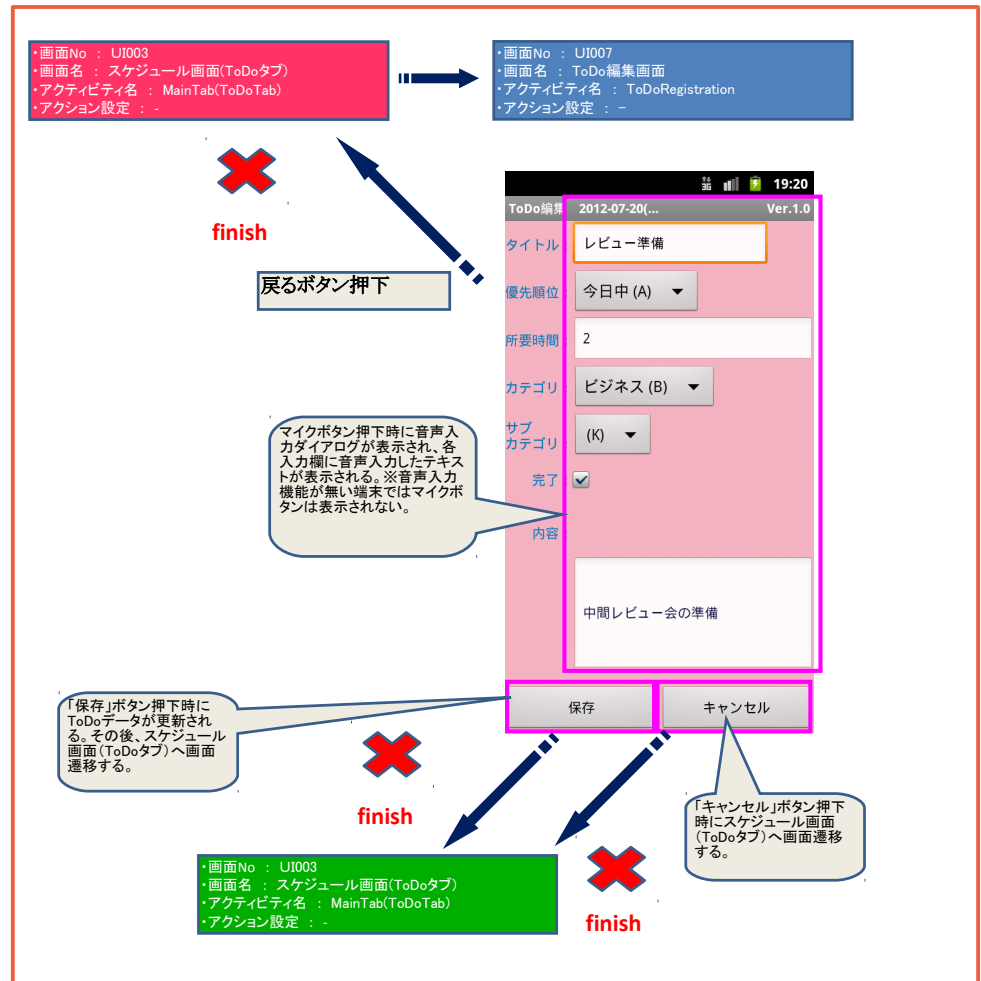 ・画面No ： UI003
・画面名 ： スケジュール画面(ToDoタブ)
・アクティビティ名 ： MainTab(ToDoTab)
・アクション設定 ： -
・画面No ： UI007
・画面名 ： ToDo編集画面
・アクティビティ名 ： ToDoRegistration
・アクション設定 ： －
finish
戻るボタン押下
3G 19:20
ToDo編集 2012-07-20(... Ver.1.0
タイトル : レビュー準備
優先順位 : 今日中 (A)
所要時間 : 2
カテゴリ : ビジネス (B)
サブ
カテゴリ : (K)
完了 :
内容 :
中間レビュー会の準備
保存 キャンセル
マイクボタン押下時に音声入
力ダイアログが表示され、各
入力欄に音声入力したテキス
トが表示される。※音声入力
機能が無い端末ではマイクボ
タンは表示されない。
「保存」ボタン押下時に
ToDoデータが更新され
る。その後、スケジュール
画面(ToDoタブ)へ画面
遷移する。
finish
「キャンセル」ボタン押下
時にスケジュール画面
(ToDoタブ)へ画面遷移
する。
・画面No ： UI003
・画面名 ： スケジュール画面(ToDoタブ)
・アクティビティ名 ： MainTab(ToDoTab)
・アクション設定 ： -
finish